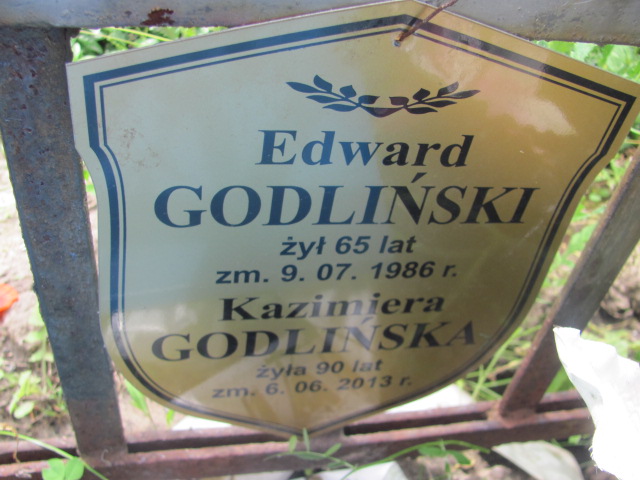 Edward
GODLIŃSKI
żył 65 lat
zm. 9. 07. 1986 r.
Kazimiera
GODLIŃSKA
żyła 90 lat
zm. 6. 06. 2013 r.